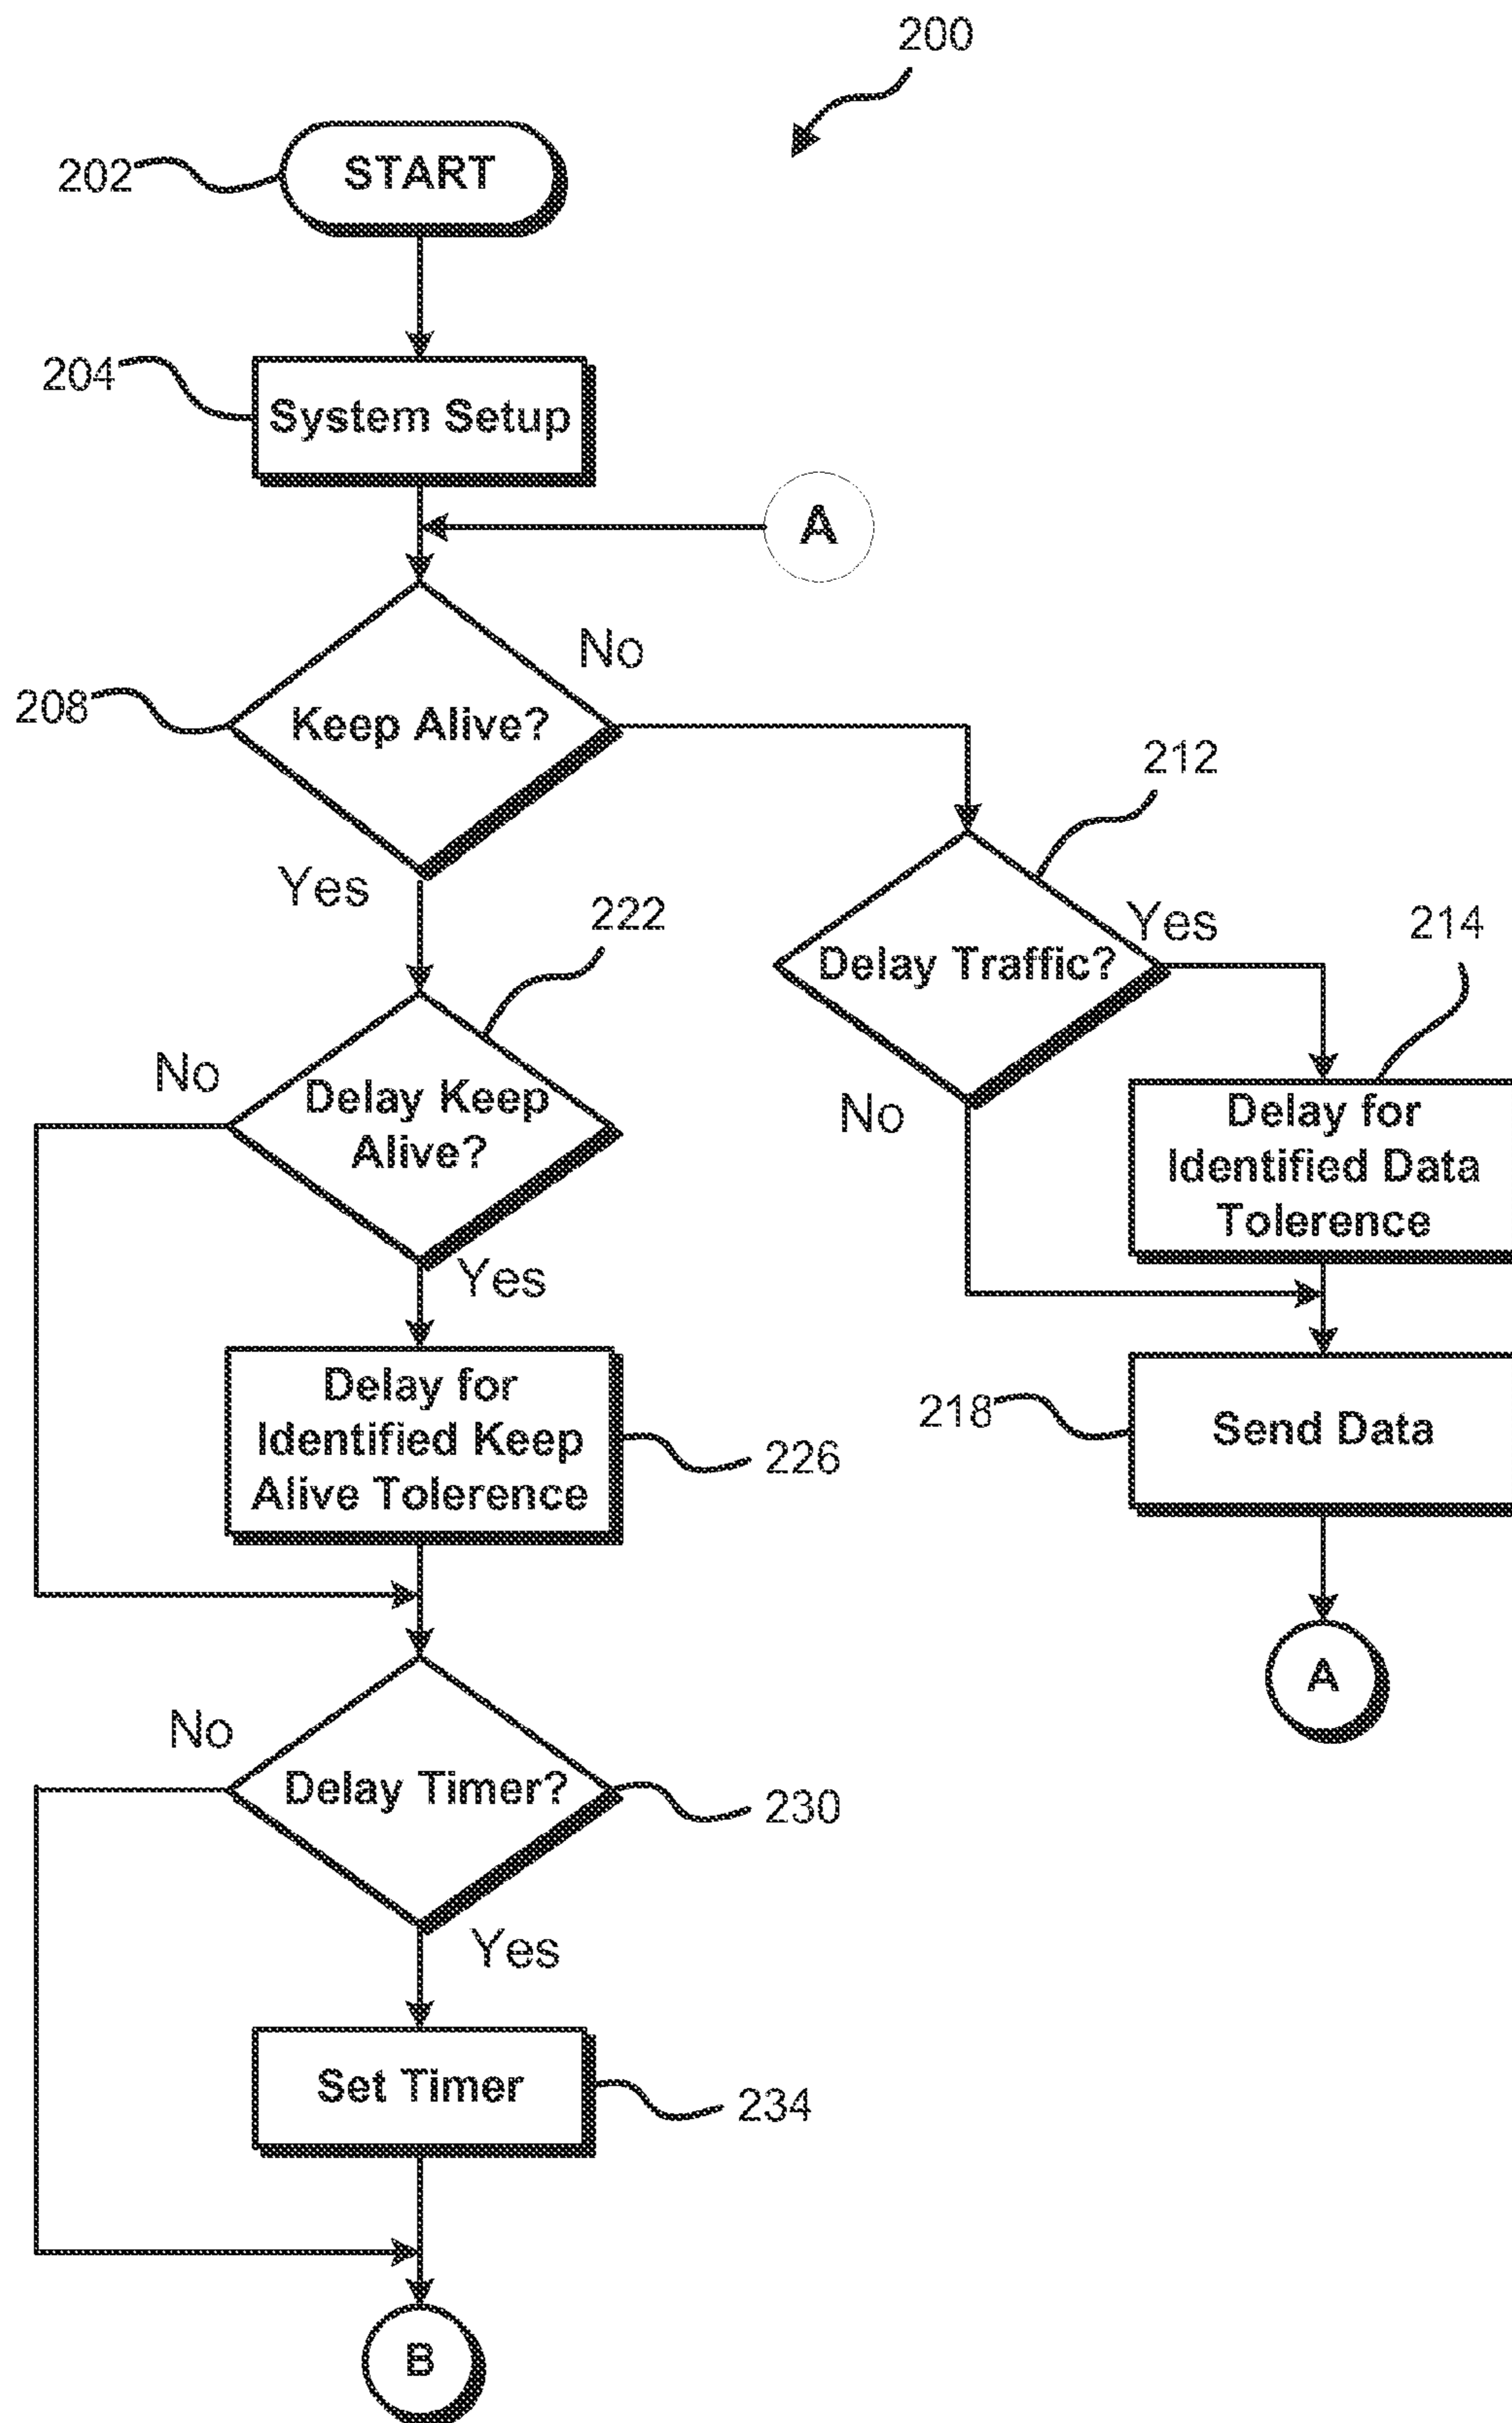 200
202
START
204
System Setup
A
No
208
Keep Alive?
212
Yes
222
Yes
214
Delay Traffic?
No
Delay Keep
Alive?
No
Delay for
Identified Data
Tolerence
Yes
Delay for
Identified Keep
Alive Tolerence
226
218
Send Data
A
No
Delay Timer?
230
Yes
Set Timer
234
B